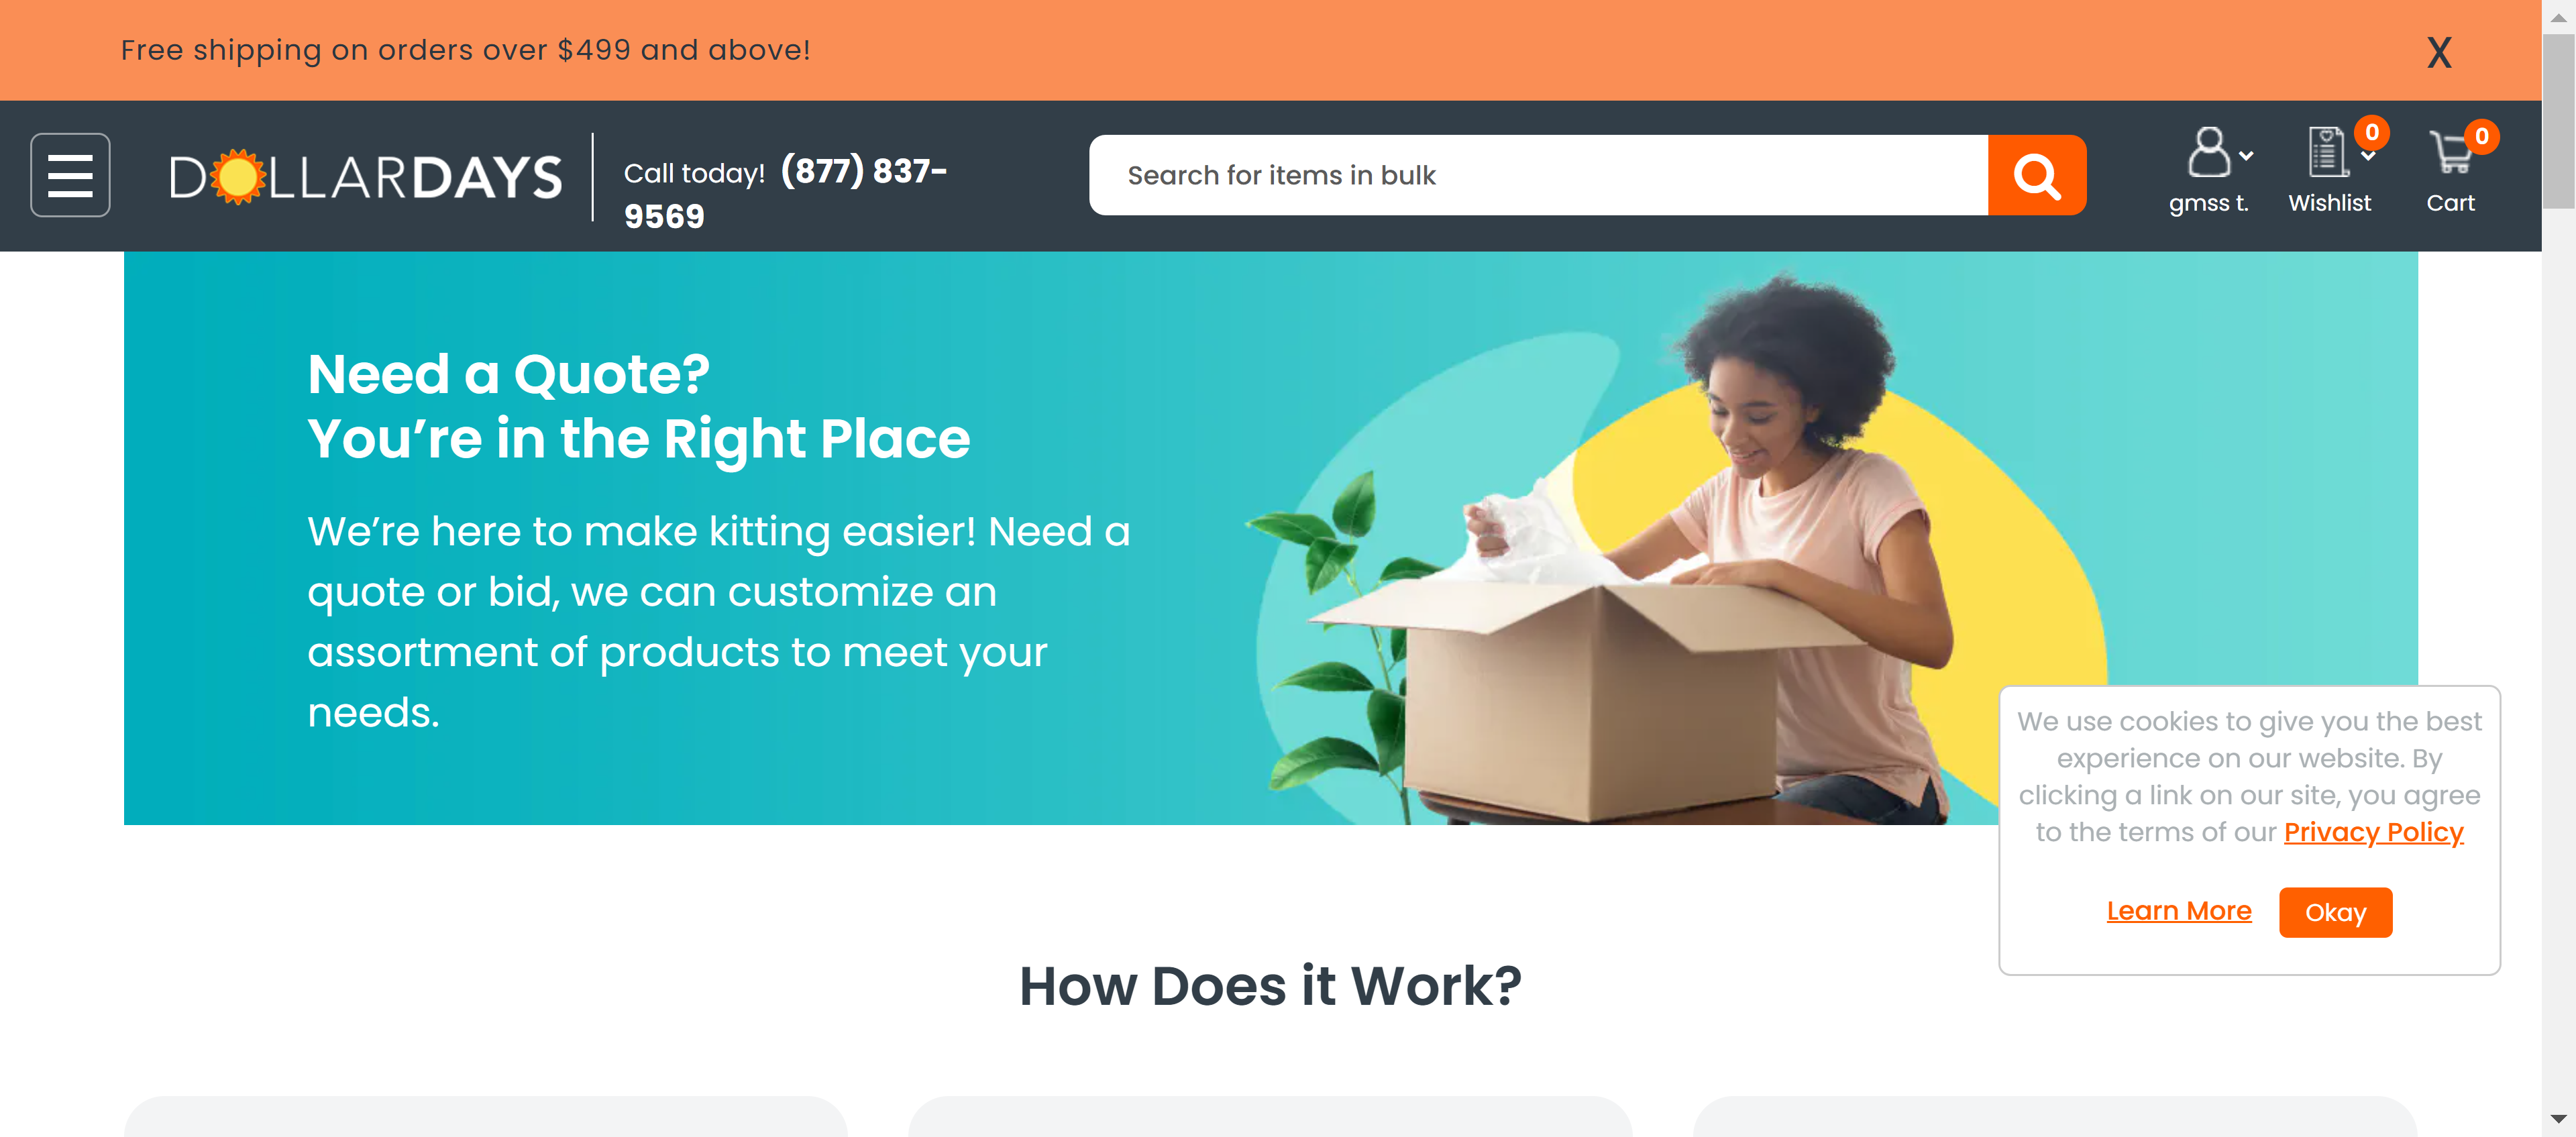 Free shipping on orders over $499 and above!
X
DOLLARDAYS
Call today! (877) 837-
9569
Search for items in bulk
gmss t.
0
Wishlist
0
Cart
Need a Quote?
You’re in the Right Place
We’re here to make kitting easier! Need a
quote or bid, we can customize an
assortment of products to meet your
needs.
We use cookies to give you the best
experience on our website. By
clicking a link on our site, you agree
to the terms of our Privacy Policy
Learn More
Okay
How Does it Work?